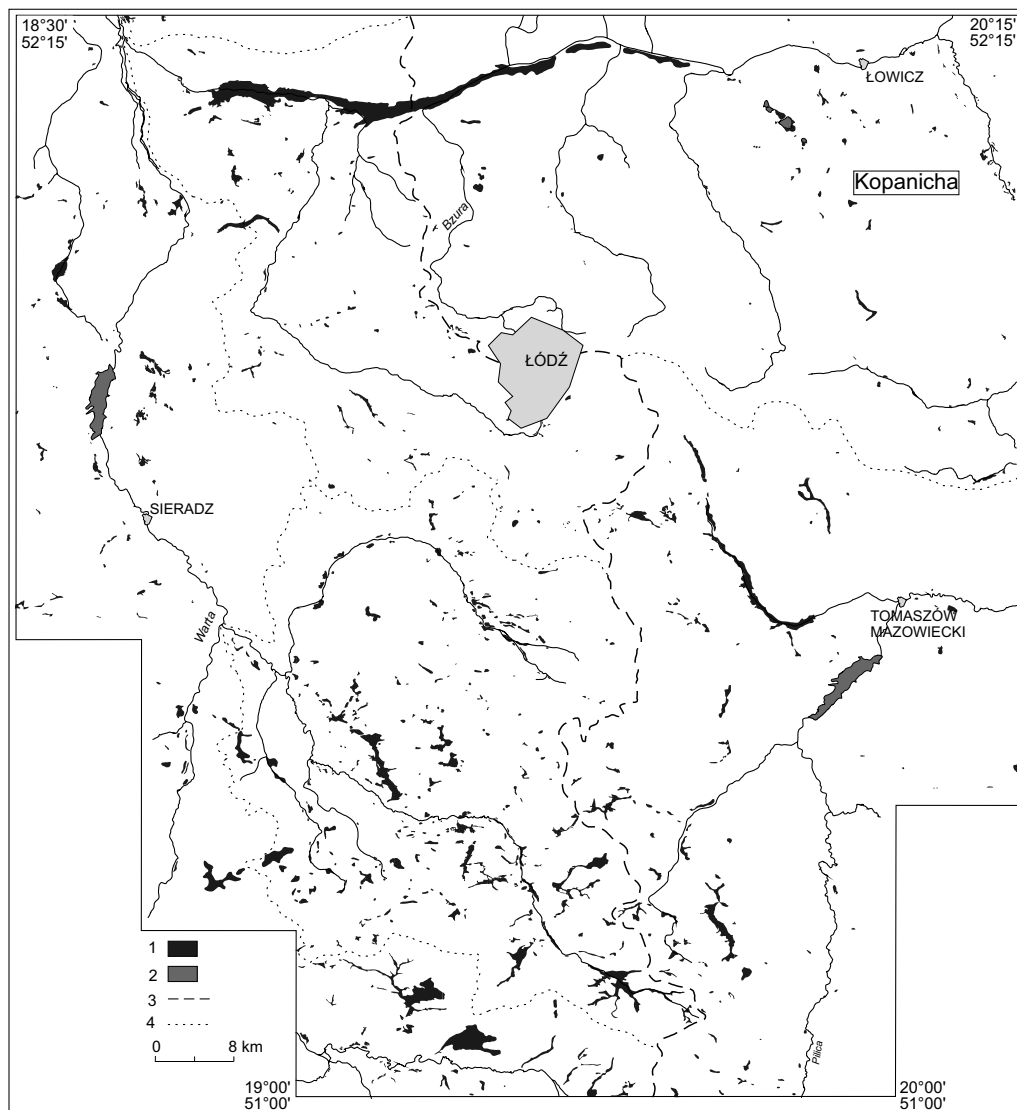 18°30
52°15'
20°15'
52°15'
ŁOWICZ
Kopanicha
Bzura
ŁÓDŹ
SIERADZ
Warta
TOMASZÒW
MAZOWIECKI
1
2
3
4
0 8 km
Pilica
19°00'
51°00'
20°00'
51°00'